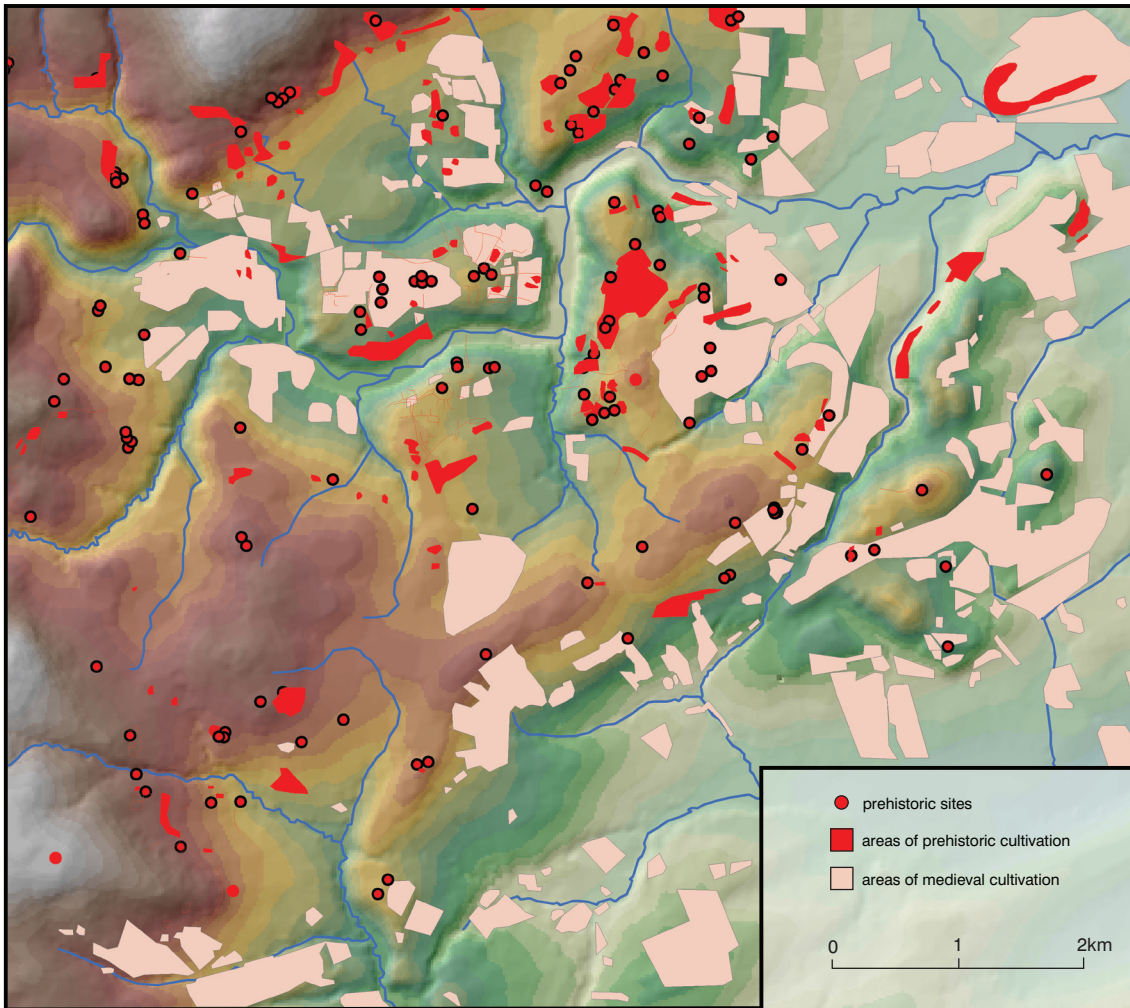 prehistoric sites
areas of prehistoric cultivation
areas of medieval cultivation
0 1 2km